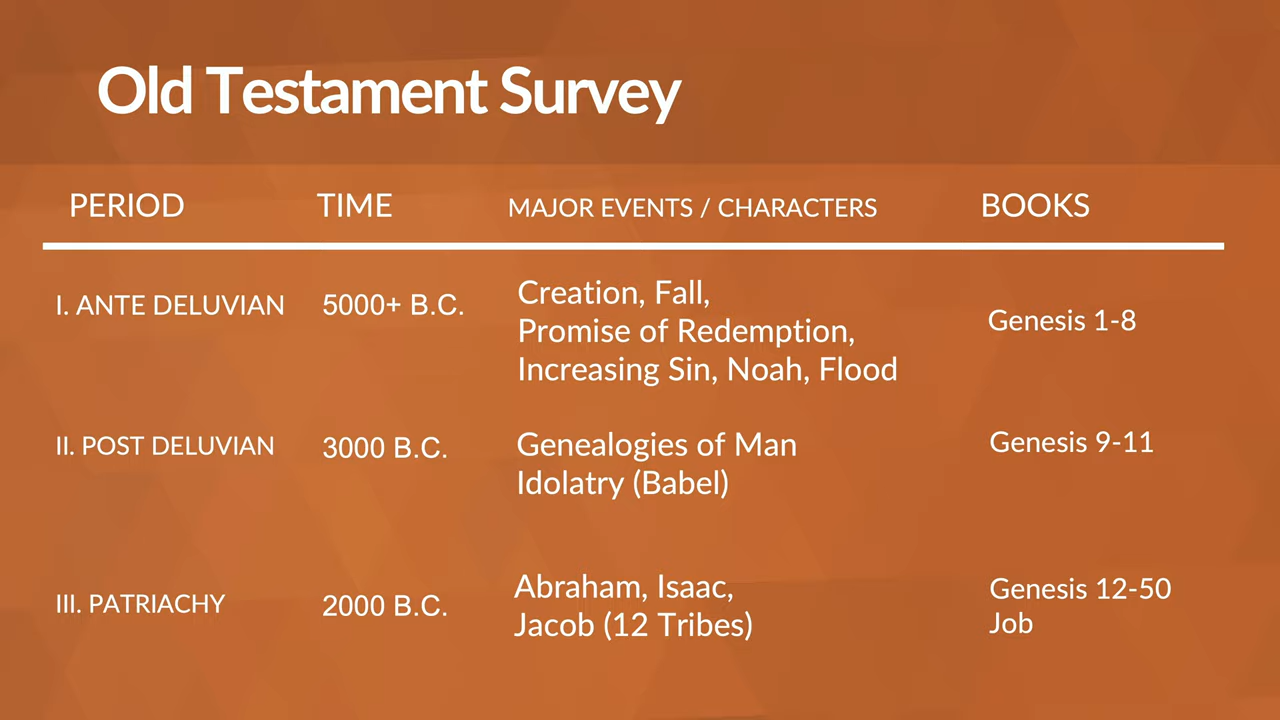 Old Testament Survey
PERIOD TIME MAJOR EVENTS / CHARACTERS BOOKS
I. ANTE DELUVIAN 5000+ B.C. Creation, Fall,
Promise of Redemption,
Increasing Sin, Noah, Flood
Genesis 1-8
II. POST DELUVIAN 3000 B.C. Genealogies of Man
Idolatry (Babel)
Genesis 9-11
III. PATRIACHY 2000 B.C. Abraham, Isaac,
Jacob (12 Tribes)
Genesis 12-50
Job